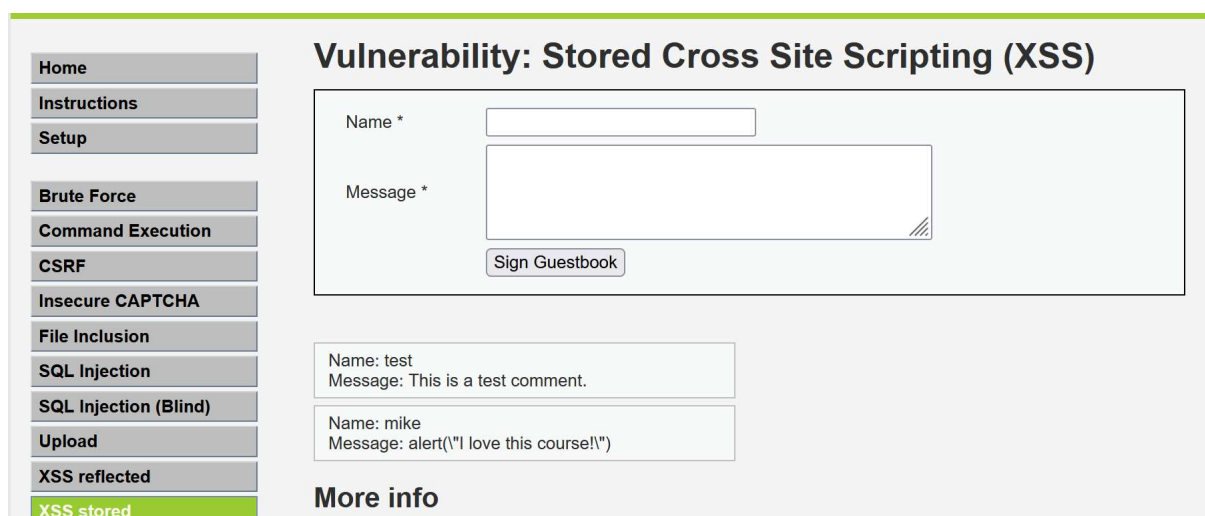 Home
Instructions
Setup
Brute Force
Command Execution
CSRF
Insecure CAPTCHA
File Inclusion
SQL Injection
SQL Injection (Blind)
Upload
XSS reflected
XSS stored
Vulnerability: Stored Cross Site Scripting (XSS)
Name *
Message *
Sign Guestbook
Name: test
Message: This is a test comment.
Name: mike
Message: alert(\"I love this course!\")
More info